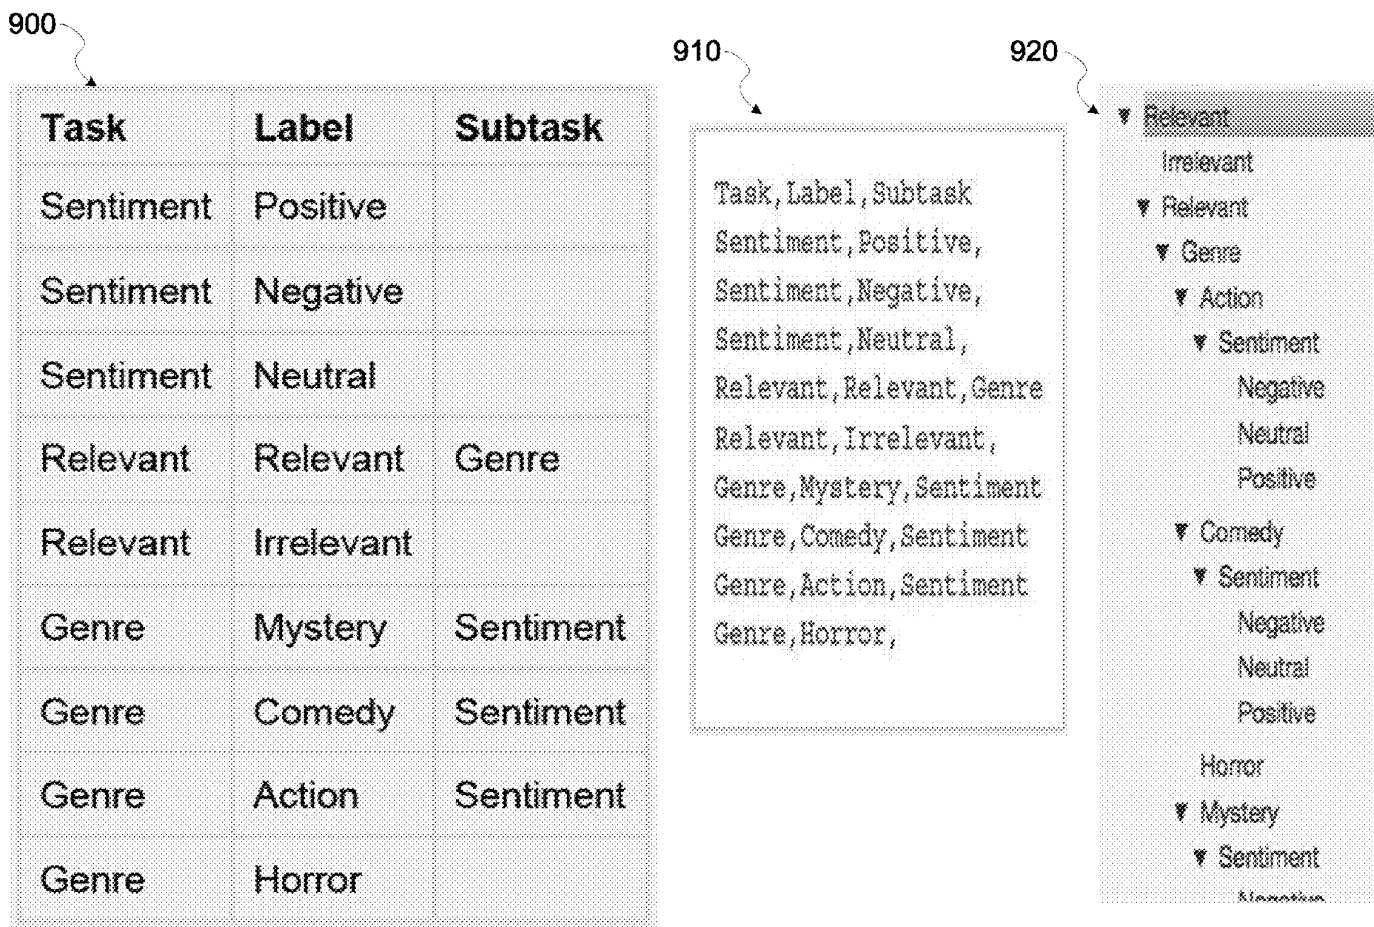 900
Task Label Subtask
Sentiment Positive
Sentiment Negative
Sentiment Neutral
Relevant Relevant Genre
Relevant Irrelevant
Genre Mystery Sentiment
Genre Comedy Sentiment
Genre Action Sentiment
Genre Horror
910
Task,Label,Subtask
Sentiment,Positive,
Sentiment,Negative,
Sentiment,Neutral,
Relevant,Relevant,Genre
Relevant,Irrelevant,
Genre,Mystery,Sentiment
Genre,Comedy,Sentiment
Genre,Action,Sentiment
Genre,Horror,
920
Relevant
Irrelevant
Relevant
Genre
Action
Sentiment
Negative
Neutral
Positive
Comedy
Sentiment
Negative
Neutral
Positive
Horror
Mystery
Sentiment
Negative